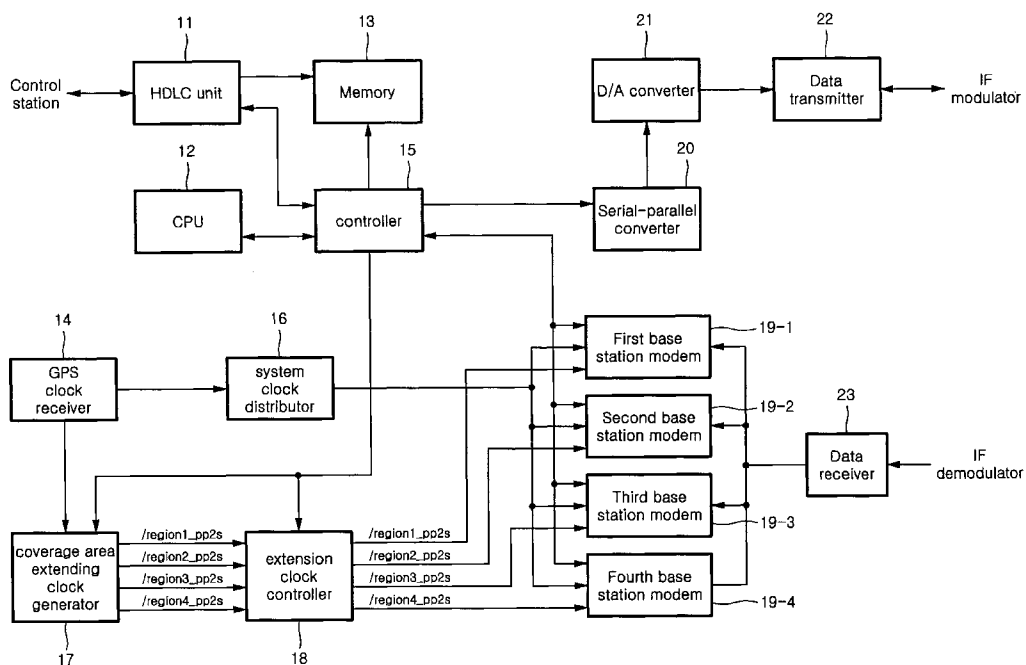 11
13
21
22
Control
station
HDLC unit
Memory
D/A converter
Data
transmitter
IF
modulator
12
15
20
CPU
controller
Serial-parallel
converter
14
16
19-1
First base
station modem
GPS
clock
receiver
system
clock
distributor
19-2
Second base
station modem
23
Data
receiver
IF
demodulator
Third base
station modem
19-3
coverage area
extending
clock
generator
/region1_pp2s
/region2_pp2s
/region3_pp2s
/region4_pp2s
extension
clock
controller
/region1_pp2s
/region2_pp2s
/region3_pp2s
/region4_pp2s
Fourth base
station modem
19-4
17
18